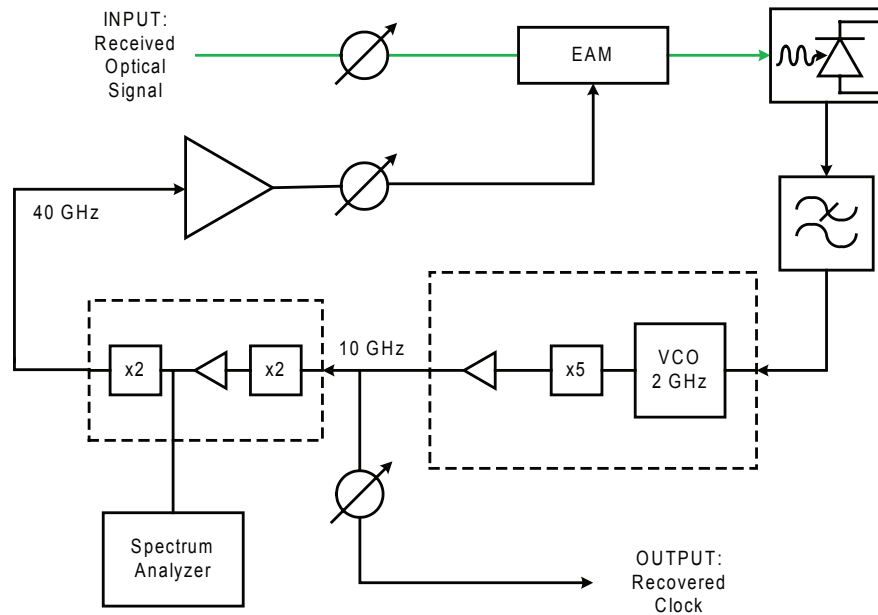 INPUT:
Received
Optical
Signal
EAM
40 GHz
10 GHz
x2
x2
x5
VCO
2 GHz
Spectrum
Analyzer
OUTPUT:
Recovered
Clock